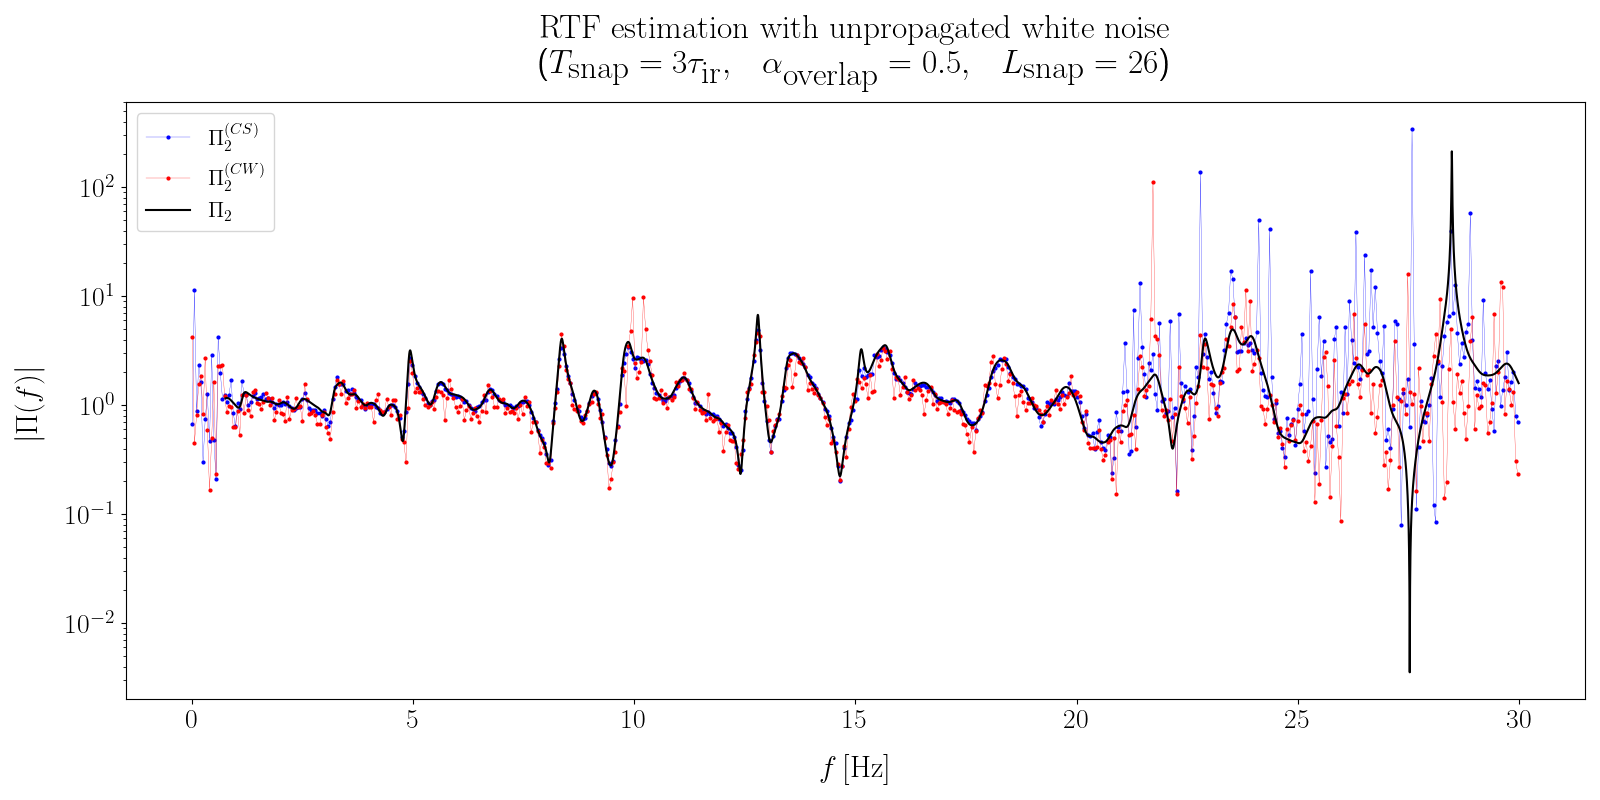 RTF estimation with unpropagated white noise
(T_snap = 3τ_ir, α_overlap = 0.5, L_snap = 26)
Π_2^(CS)
Π_2^(CW)
Π_2
|Π(f)|
10^2
10^1
10^0
10^−1
10^−2
0 5 10 15 20 25 30
f [Hz]